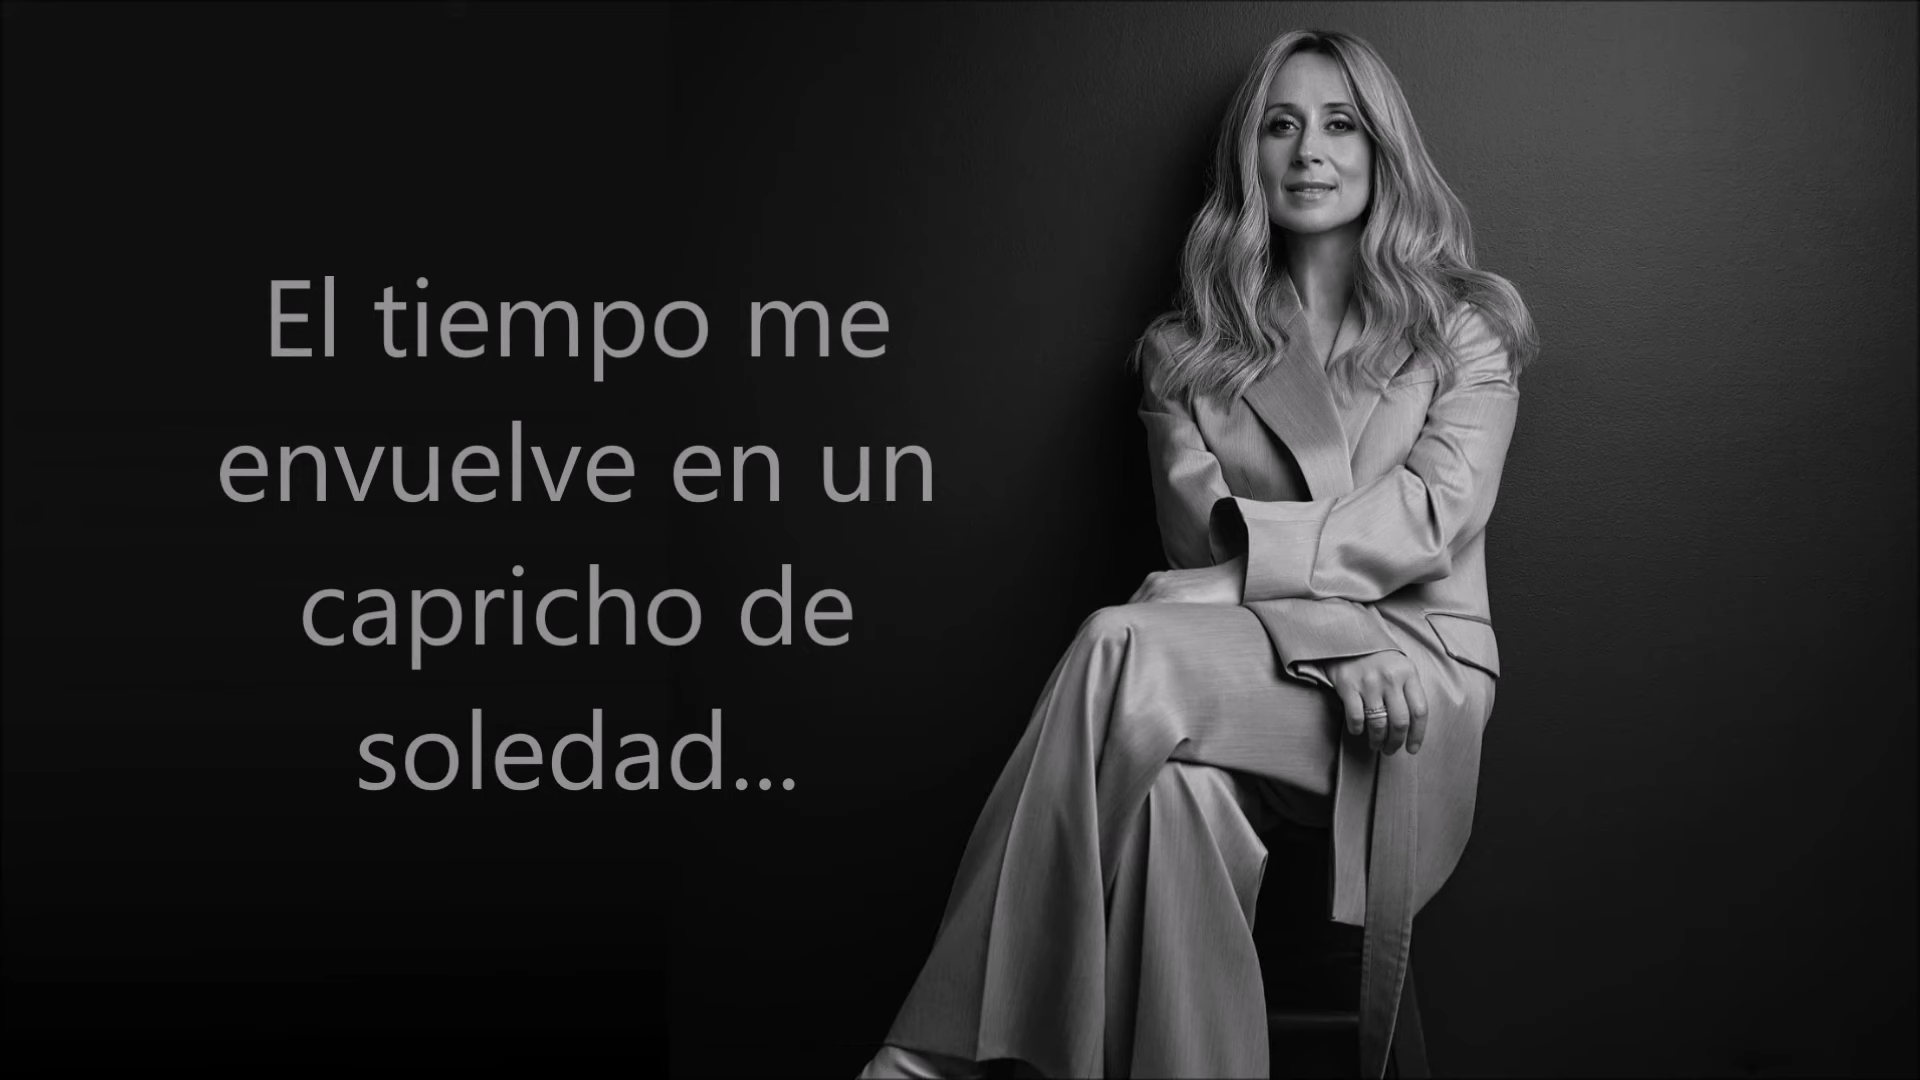 El tiempo me
envuelve en un
capricho de
soledad...